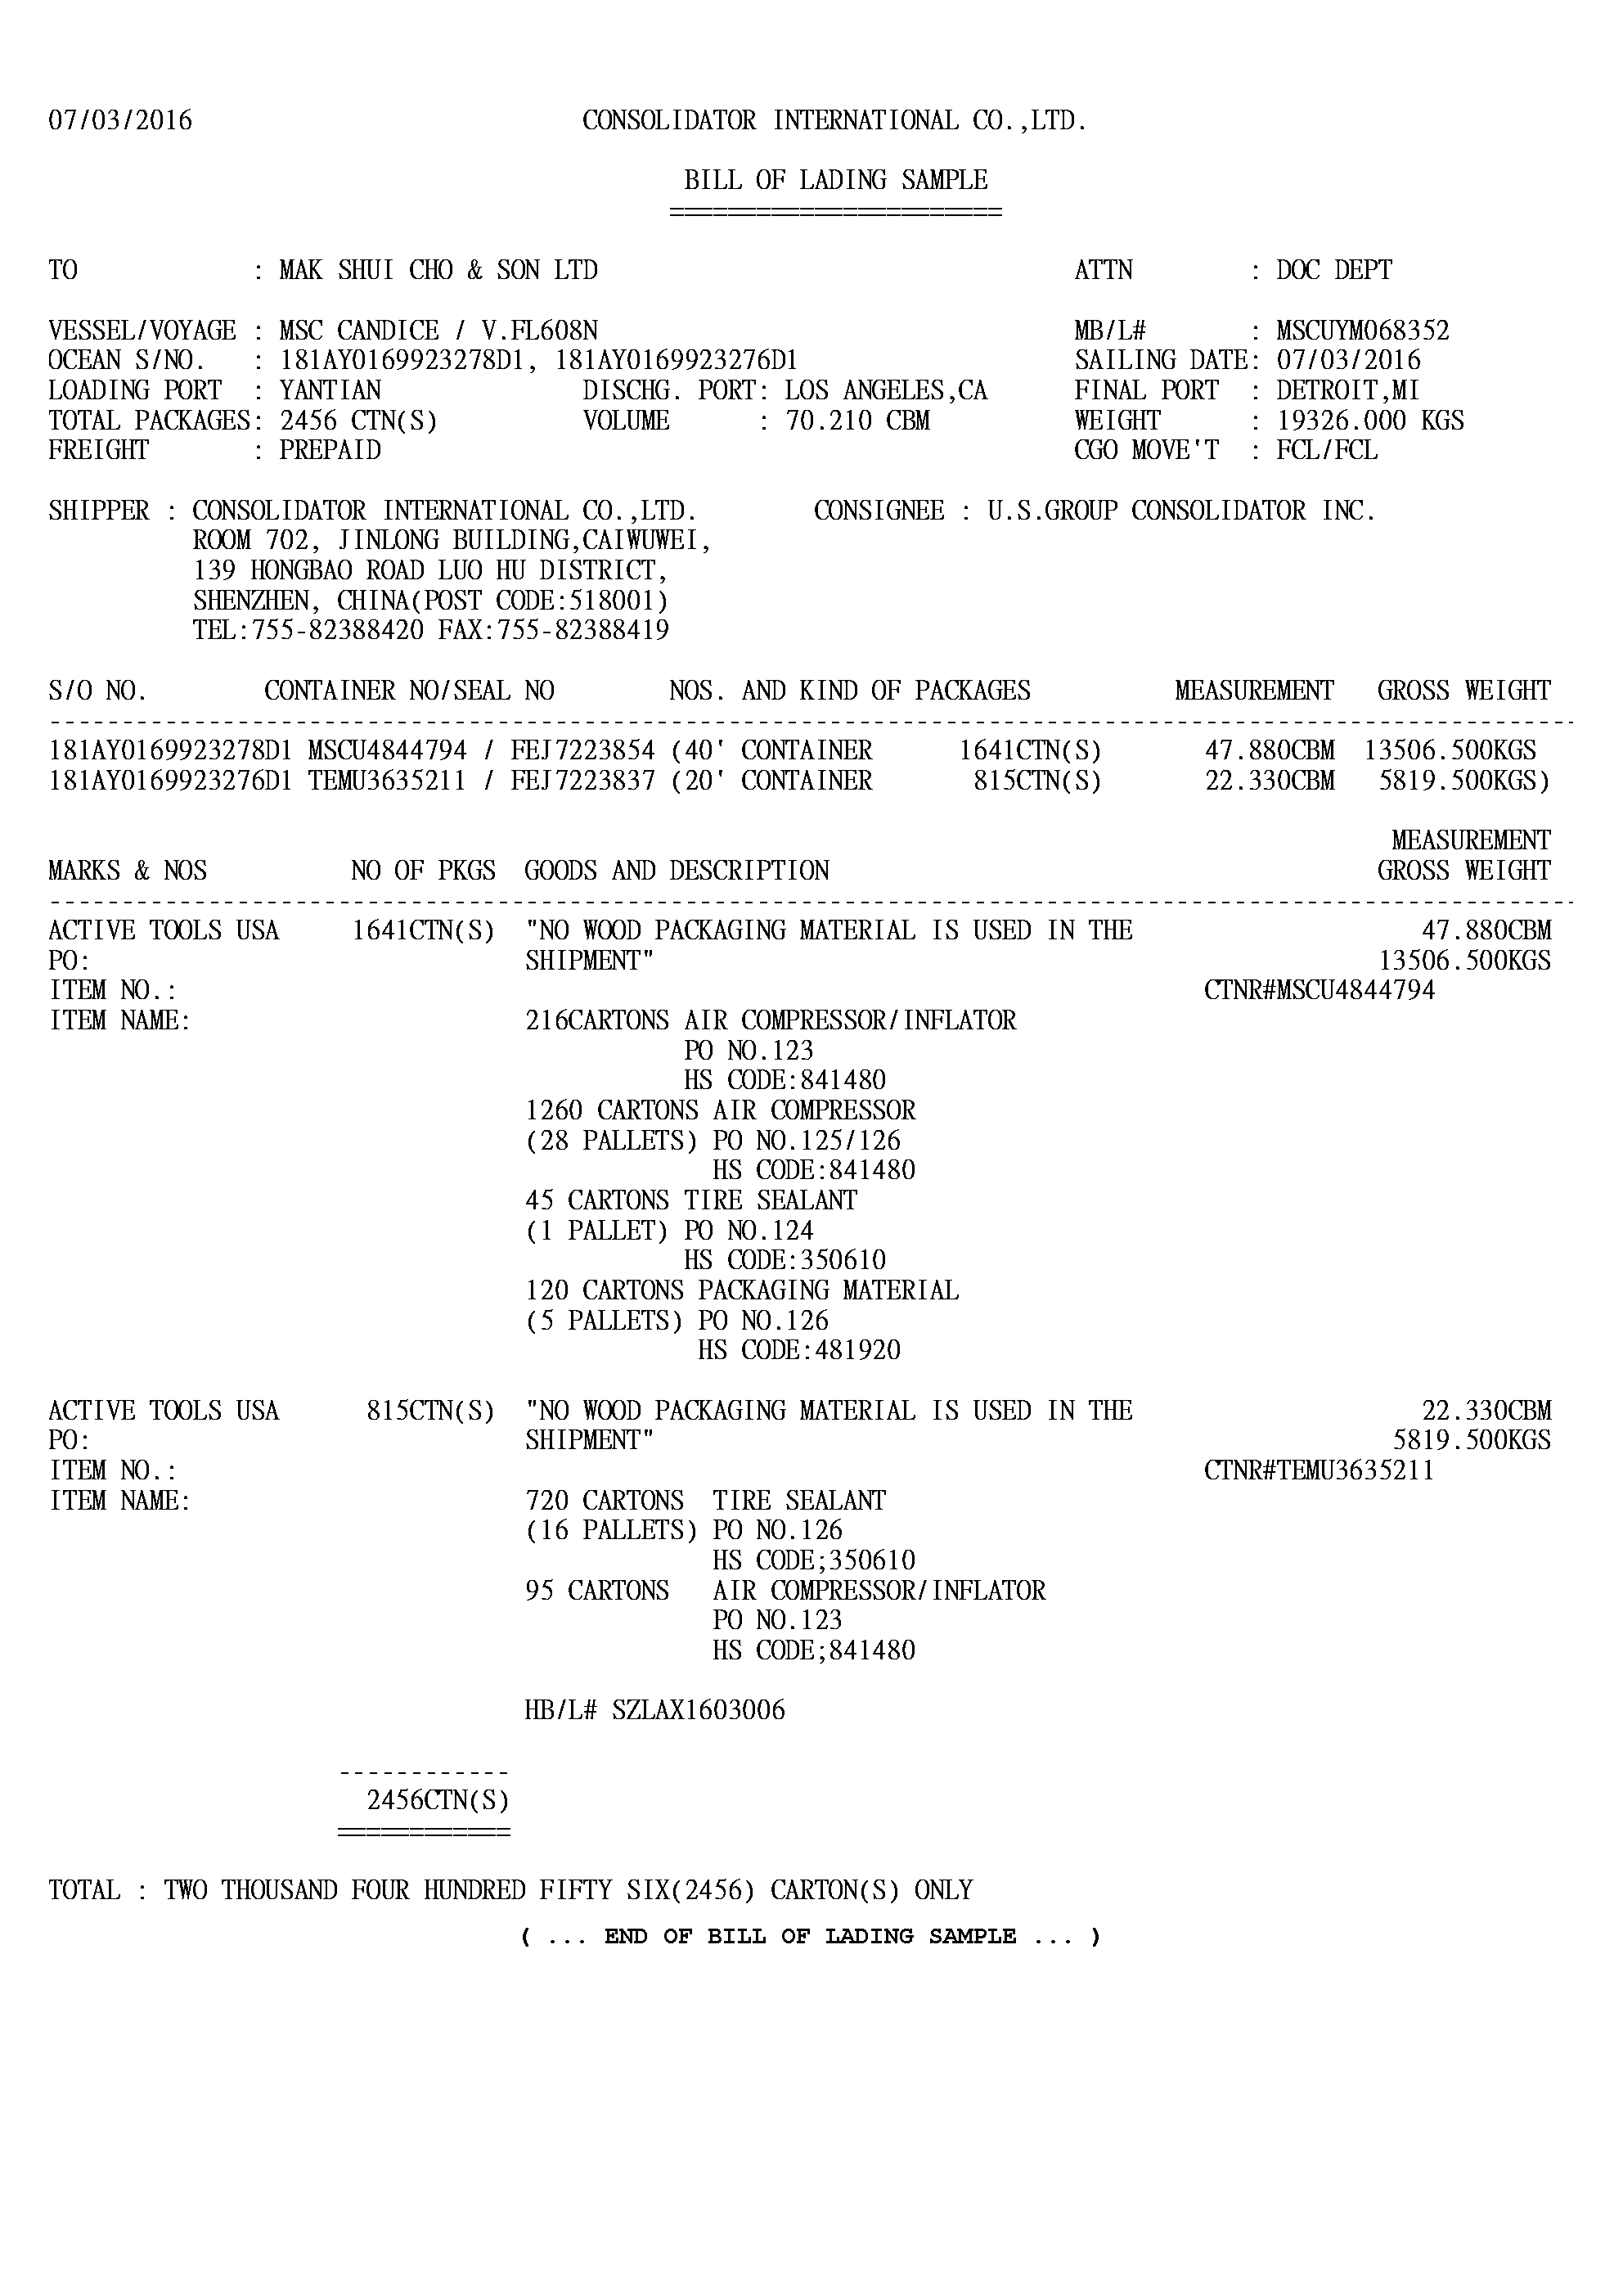 07/03/2016 CONSOLIDATOR INTERNATIONAL CO.,LTD.
BILL OF LADING SAMPLE
=======================
TO : MAK SHUI CHO & SON LTD ATTN : DOC DEPT
VESSEL/VOYAGE : MSC CANDICE / V.FL608N MB/L# : MSCUYM068352
OCEAN S/NO. : 181AY0169923278D1, 181AY0169923276D1 SAILING DATE: 07/03/2016
LOADING PORT : YANTIAN DISCHG. PORT: LOS ANGELES,CA FINAL PORT : DETROIT,MI
TOTAL PACKAGES: 2456 CTN(S) VOLUME : 70.210 CBM WEIGHT : 19326.000 KGS
FREIGHT : PREPAID CGO MOVE'T : FCL/FCL
SHIPPER : CONSOLIDATOR INTERNATIONAL CO.,LTD. CONSIGNEE : U.S.GROUP CONSOLIDATOR INC.
ROOM 702, JINLONG BUILDING,CAIWUWEI,
139 HONGBAO ROAD LUO HU DISTRICT,
SHENZHEN, CHINA(POST CODE:518001)
TEL:755-82388420 FAX:755-82388419
S/O NO. CONTAINER NO/SEAL NO NOS. AND KIND OF PACKAGES MEASUREMENT GROSS WEIGHT
181AY0169923278D1 MSCU4844794 / FEJ7223854 (40' CONTAINER 1641CTN(S) 47.880CBM 13506.500KGS
181AY0169923276D1 TEMU3635211 / FEJ7223837 (20' CONTAINER 815CTN(S) 22.330CBM 5819.500KGS)
MEASUREMENT
MARKS & NOS NO OF PKGS GOODS AND DESCRIPTION GROSS WEIGHT
ACTIVE TOOLS USA 1641CTN(S) "NO WOOD PACKAGING MATERIAL IS USED IN THE 47.880CBM
PO: SHIPMENT" 13506.500KGS
ITEM NO.: CTNR#MSCU4844794
ITEM NAME: 216CARTONS AIR COMPRESSOR/INFLATOR
PO NO.123
HS CODE:841480
1260 CARTONS AIR COMPRESSOR
(28 PALLETS) PO NO.125/126
HS CODE:841480
45 CARTONS TIRE SEALANT
(1 PALLET) PO NO.124
HS CODE:350610
120 CARTONS PACKAGING MATERIAL
(5 PALLETS) PO NO.126
HS CODE:481920
ACTIVE TOOLS USA 815CTN(S) "NO WOOD PACKAGING MATERIAL IS USED IN THE 22.330CBM
PO: SHIPMENT" 5819.500KGS
ITEM NO.: CTNR#TEMU3635211
ITEM NAME: 720 CARTONS TIRE SEALANT
(16 PALLETS) PO NO.126
HS CODE;350610
95 CARTONS AIR COMPRESSOR/INFLATOR
PO NO.123
HS CODE;841480
HB/L# SZLAX1603006
------------
2456CTN(S)
============
TOTAL : TWO THOUSAND FOUR HUNDRED FIFTY SIX(2456) CARTON(S) ONLY
( ... END OF BILL OF LADING SAMPLE ... )